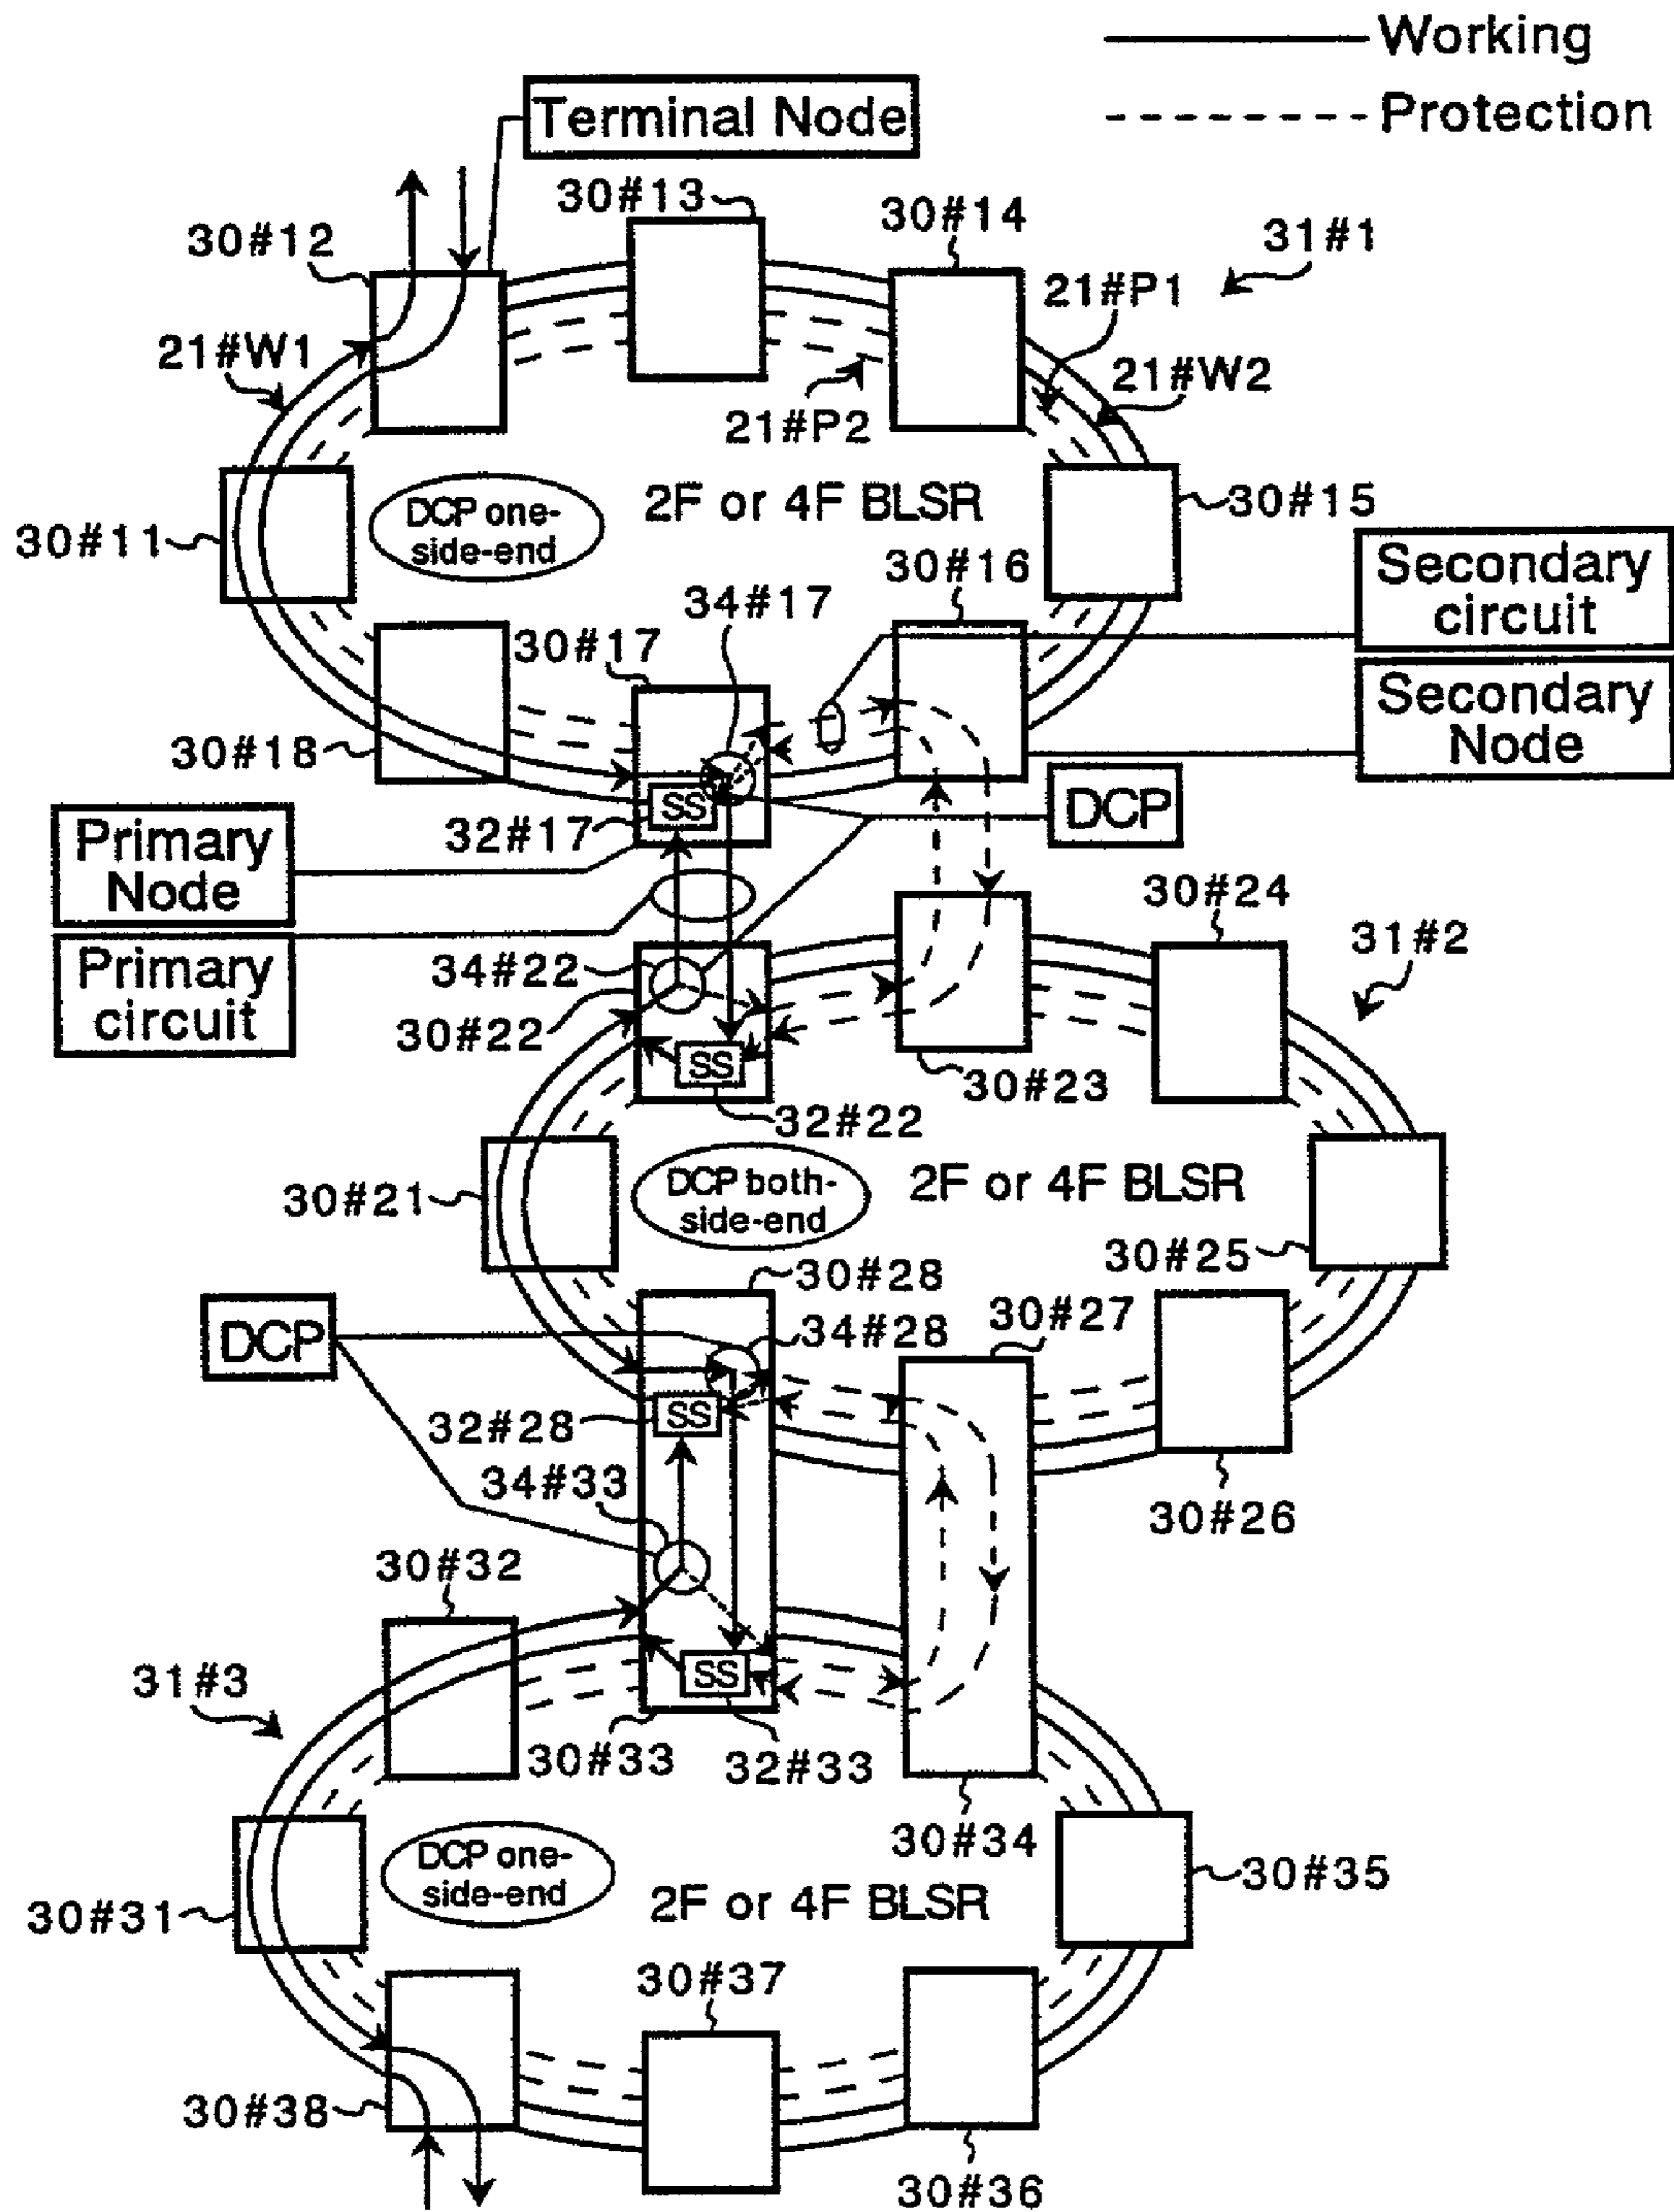 Working
Protection
Terminal Node
30#13
30#14
30#12
31#1
21#P1
21#W1
21#W2
21#P2
DCP one-
side-end
2F or 4F BLSR
30#15
30#11
30#16
Secondary
circuit
34#17
30#17
Secondary
Node
30#18
32#17
DCP
Primary
Node
30#24
31#2
Primary
circuit
34#22
30#22
SS
SS
30#23
32#22
30#21
DCP both-
side-end
2F or 4F BLSR
30#25
30#28
30#27
DCP
34#28
32#28
SS
34#33
30#26
30#32
31#3
SS
30#33
32#33
30#34
DCP one-
side-end
2F or 4F BLSR
30#35
30#31
30#37
30#38
30#36